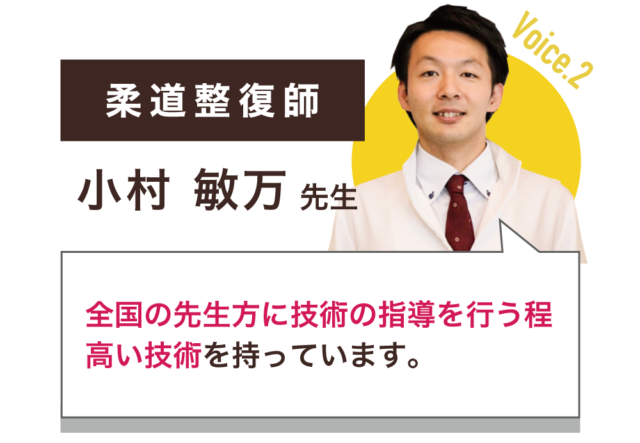 Voice.2
柔道整復師
小村 敏万 先生
全国の先生方に技術の指導を行う程
高い技術を持っています。